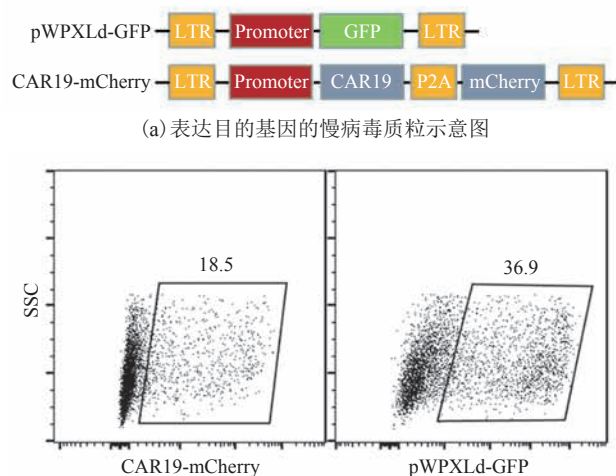 pWPXLd-GFP LTR Promoter GFP LTR
CAR19-mCherry LTR Promoter CAR19 P2A mCherry LTR
(a) 表达目的基因的慢病毒质粒示意图
18.5 36.9
SSC
CAR19-mCherry pWPXLd-GFP